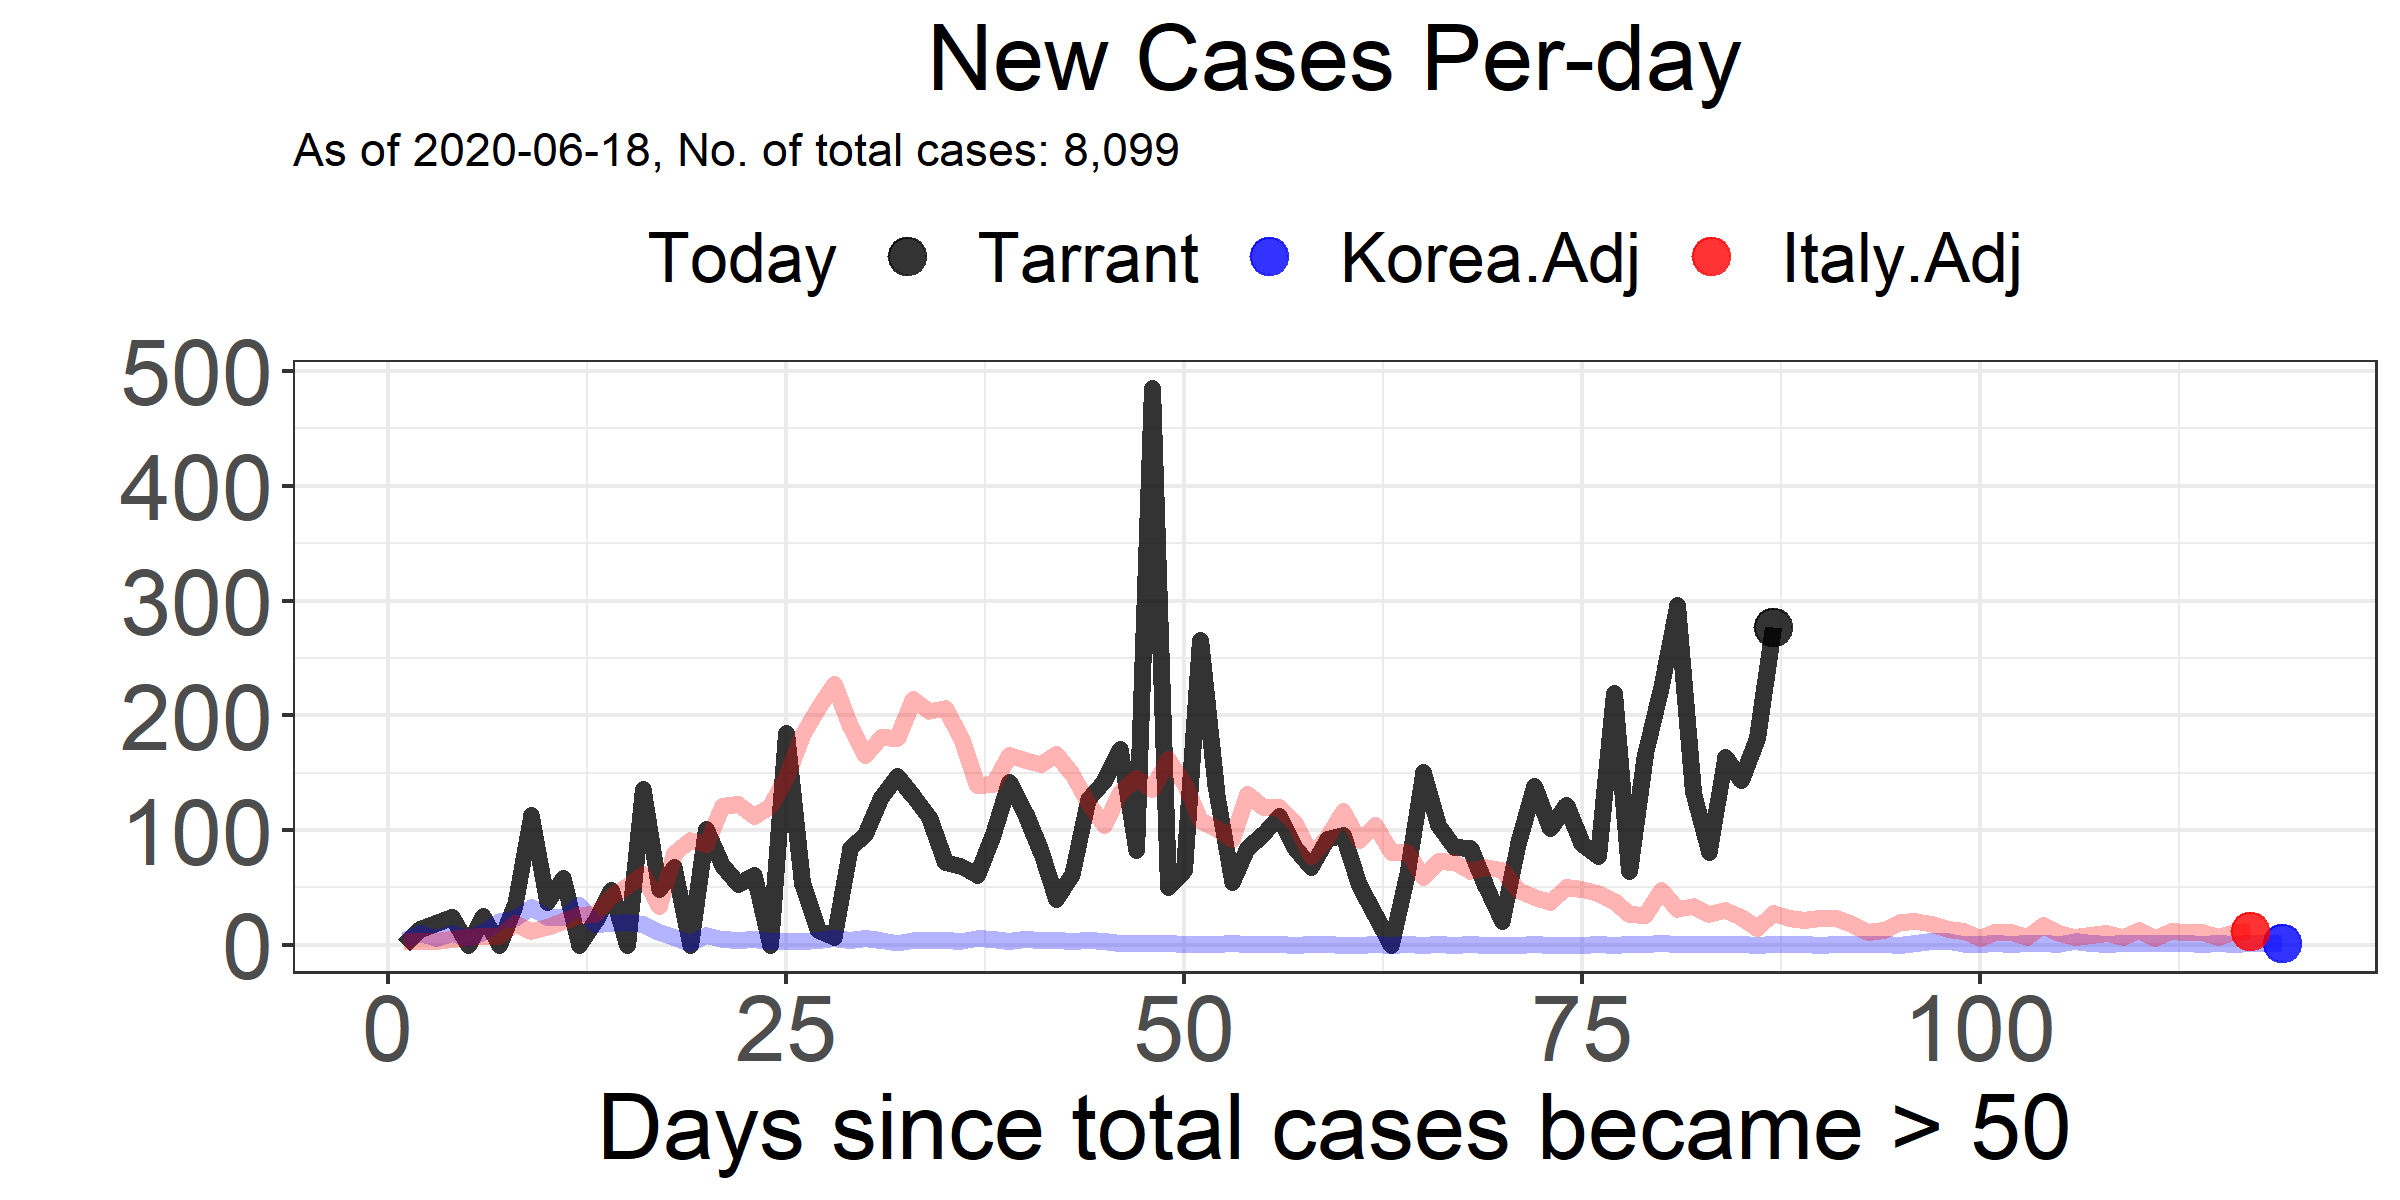 New Cases Per-day
As of 2020-06-18, No. of total cases: 8,099
Today Tarrant Korea.Adj Italy.Adj
500
400
300
200
100
0
0 25 50 75 100
Days since total cases became > 50